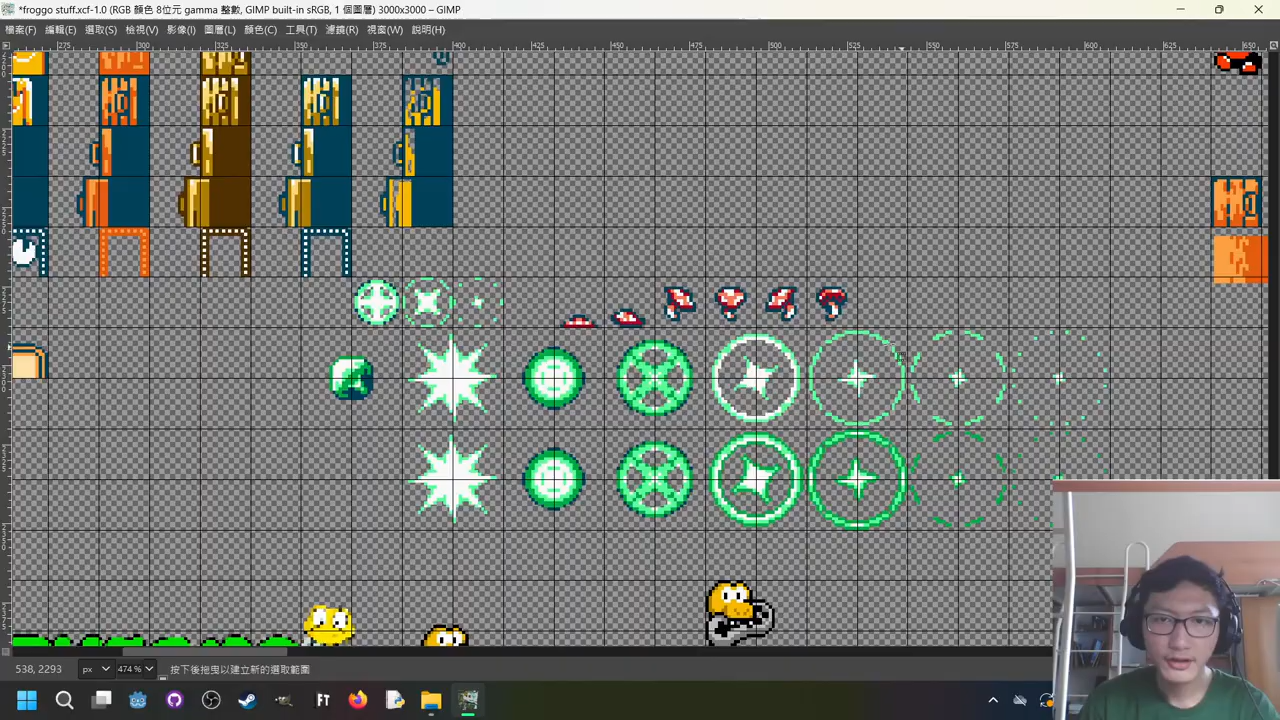 *froggo stuff.xcf-1.0 (RGB 顏色 8位元 gamma 整數, GIMP built-in sRGB, 1 個圖層) 3000x3000 – GIMP
檔案(F) 編輯(E) 選取(S) 檢視(V) 影像(I) 圖層(L) 顏色(C) 工具(T) 濾鏡(R) 視窗(W) 說明(H)
275 300 325 350 375 400 425 450 475 500 525 550 575 600 625 650
538, 2293 px 474 % 按下後拖曳以建立新的選取範圍
FT